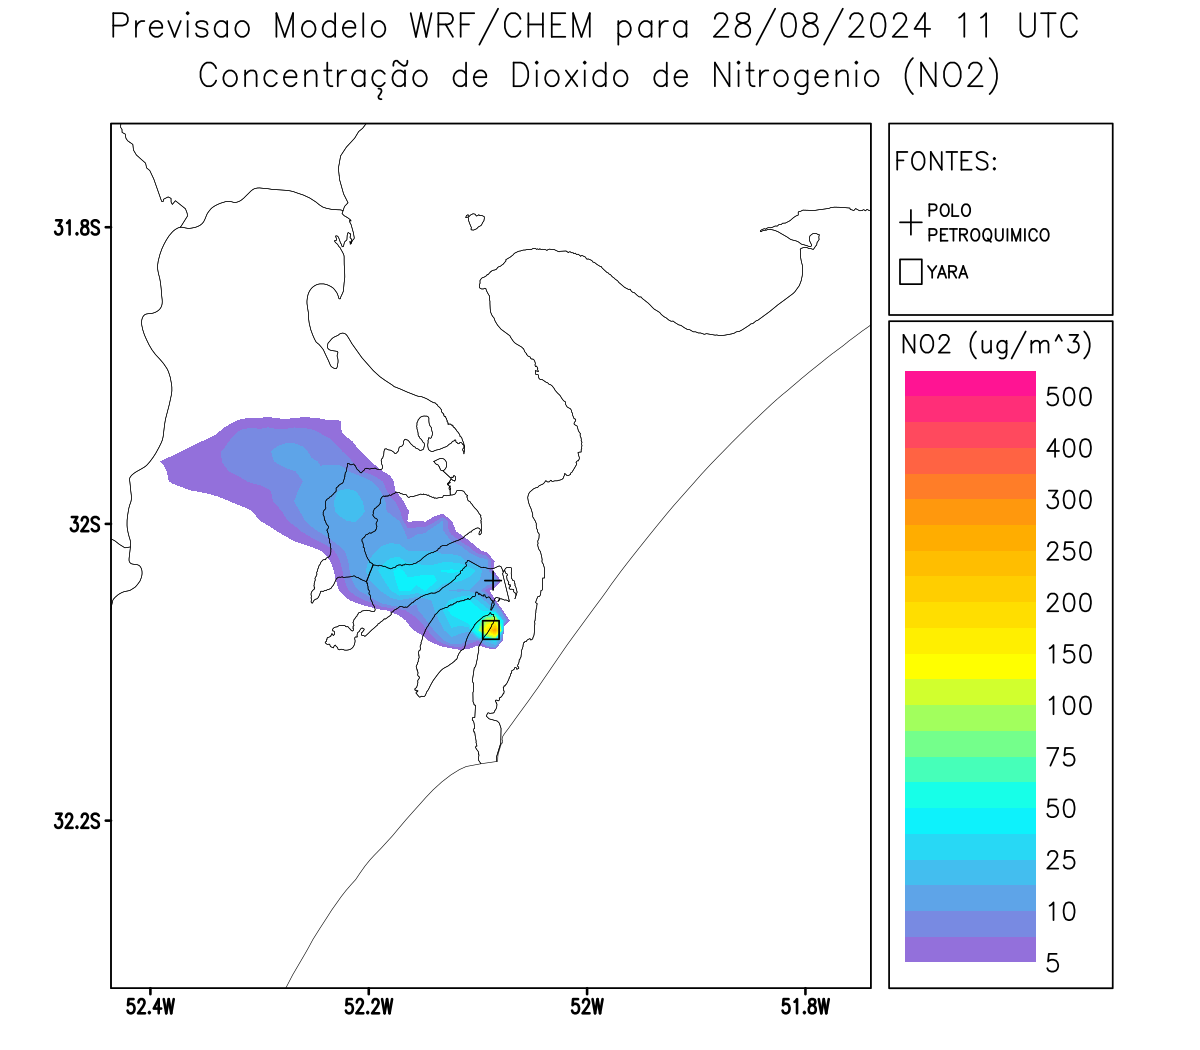 Previsao Modelo WRF/CHEM para 28/08/2024 11 UTC
Concentração de Dioxido de Nitrogenio (NO2)
FONTES:
POLO
PETROQUIMICO
YARA
NO2 (ug/m^3)
500
400
300
250
200
150
100
75
50
25
10
5
31.8S
32S
32.2S
52.4W 52.2W 52W 51.8W